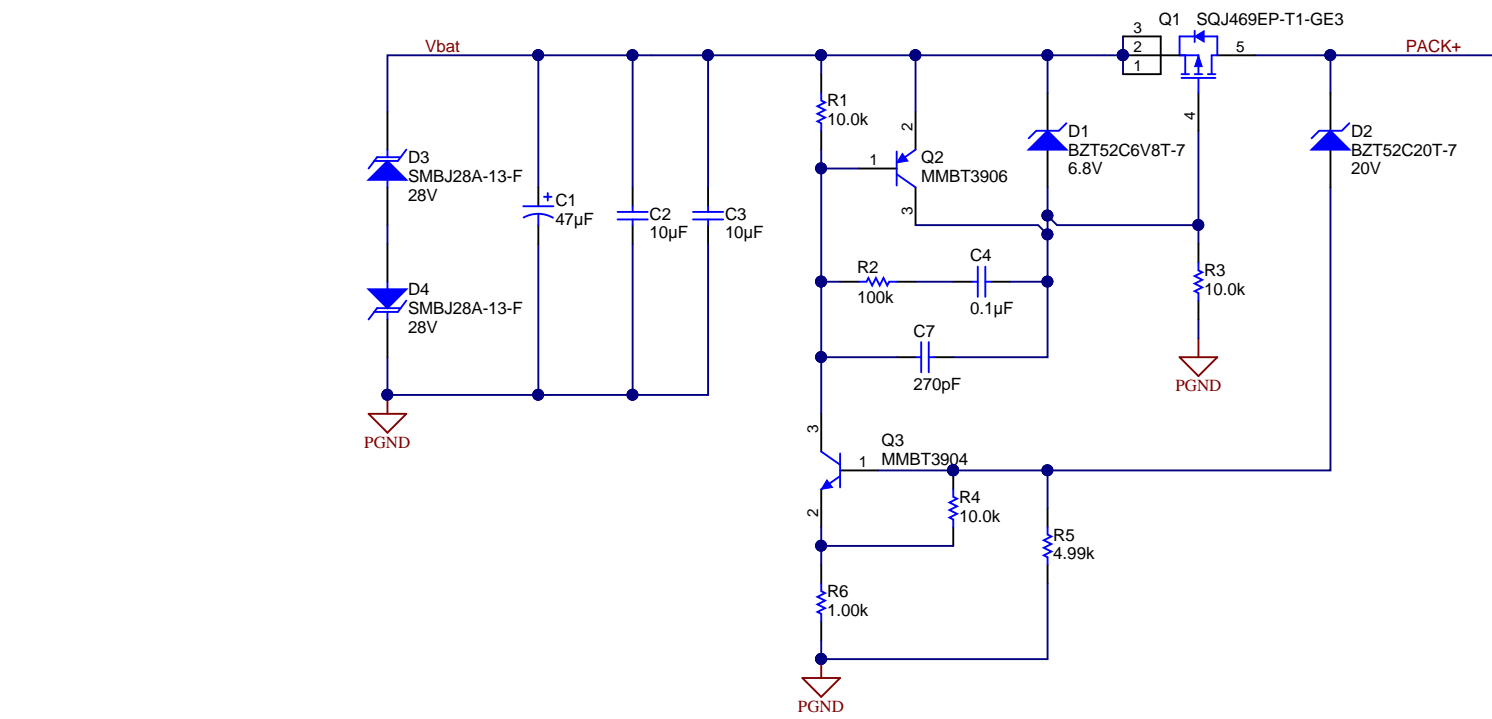 Q1 SQJ469EP-T1-GE3
Vbat
3
2
1
5
PACK+
4
R1
10.0k
2
1
Q2
MMBT3906
3
D1
BZT52C6V8T-7
6.8V
D2
BZT52C20T-7
20V
D3
SMBJ28A-13-F
28V
+
C1
47µF
C2
10µF
C3
10µF
D4
SMBJ28A-13-F
28V
R2
100k
C4
0.1µF
R3
10.0k
C7
270pF
PGND
PGND
3
Q3
MMBT3904
1
2
R4
10.0k
R5
4.99k
R6
1.00k
PGND